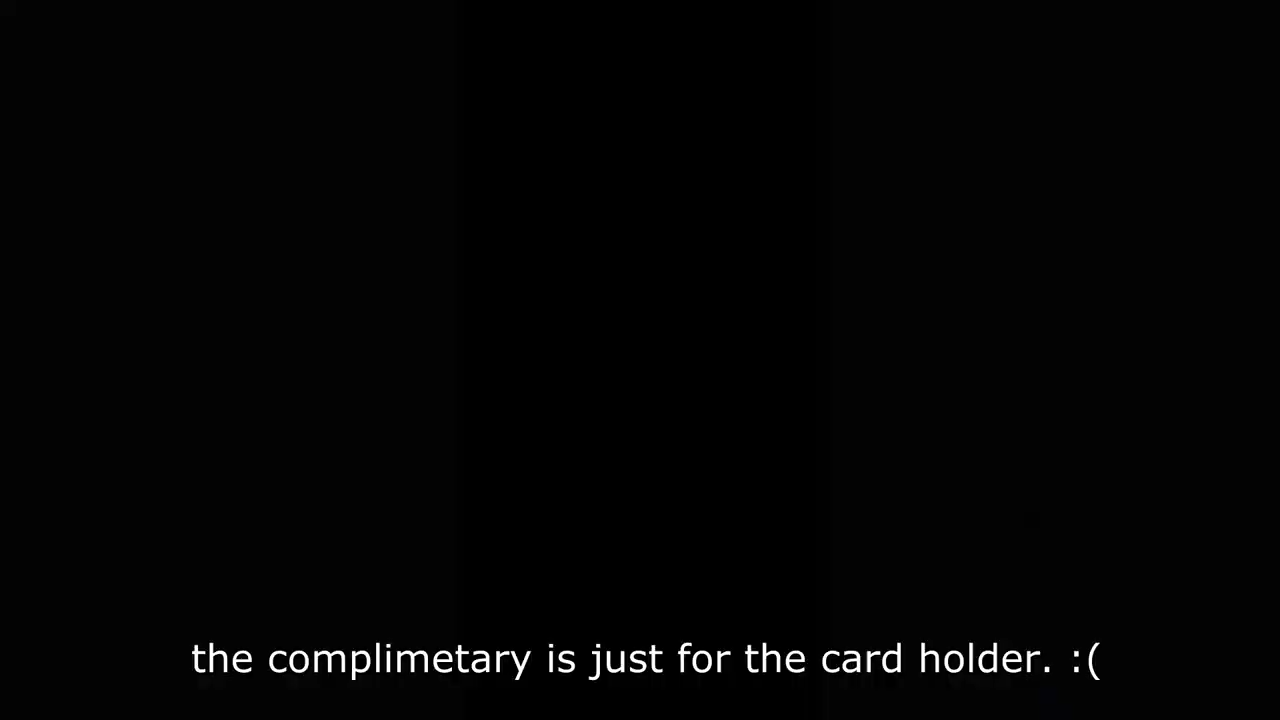 the complimetary is just for the card holder. :(